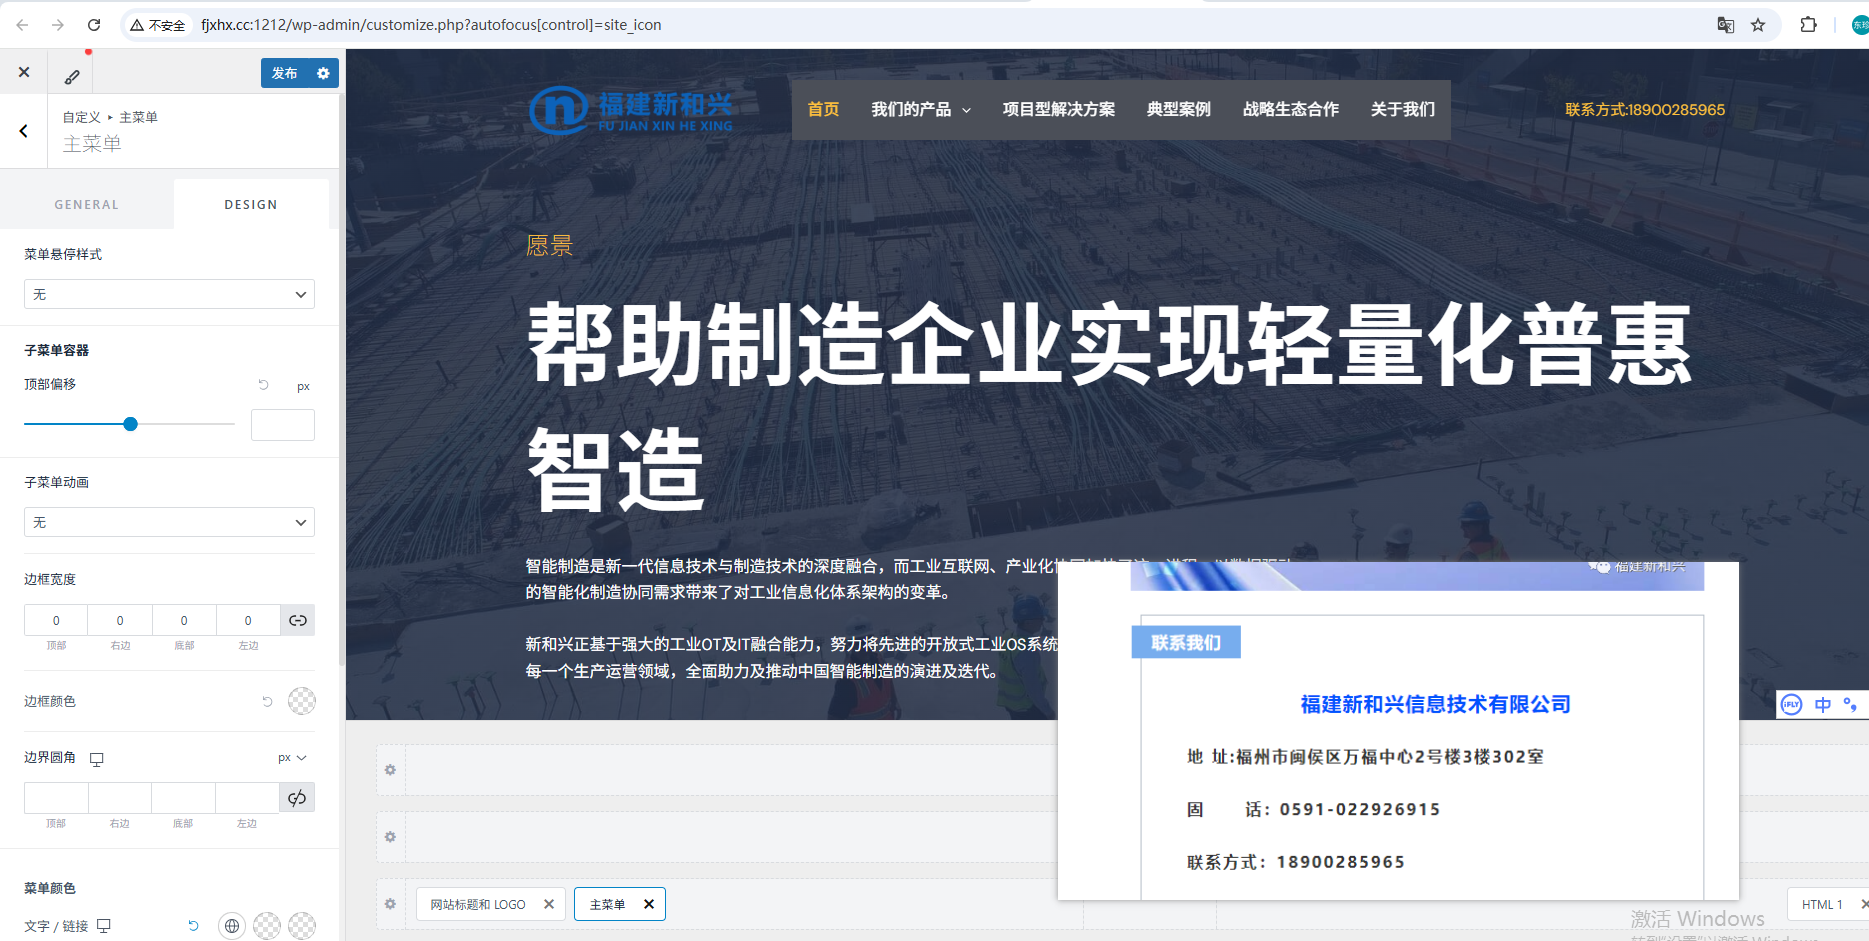 不安全
fjxhx.cc:1212/wp-admin/customize.php?autofocus[control]=site_icon
发布
自定义 ▸ 主菜单
主菜单
GENERAL
DESIGN
菜单悬停样式
无
子菜单容器
顶部偏移
px
子菜单动画
无
边框宽度
0 0 0 0
顶部 右边 底部 左边
边框颜色
边界圆角
px
顶部 右边 底部 左边
菜单颜色
文字 / 链接
福建新和兴
FU JIAN XIN HE XING
首页 我们的产品 项目型解决方案 典型案例 战略生态合作 关于我们
联系方式:18900285965
愿景
帮助制造企业实现轻量化普惠
智造
智能制造是新一代信息技术与制造技术的深度融合，而工业互联网、产业化
的智能化制造协同需求带来了对工业信息化体系架构的变革。
新和兴正基于强大的工业OT及IT融合能力，努力将先进的开放式工业OS系统
每一个生产运营领域，全面助力及推动中国智能制造的演进及迭代。
福建新和兴
联系我们
福建新和兴信息技术有限公司
地 址:福州市闽侯区万福中心2号楼3楼302室
固 话：0591-022926915
联系方式：18900285965
iFLY 中
网站标题和 LOGO
主菜单
HTML 1
激活 Windows